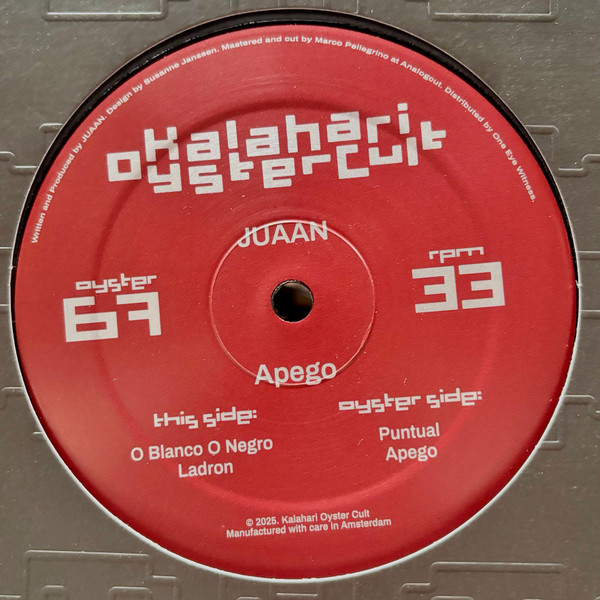 Written and Produced by JUAAN. Design by Susanne Janssen. Mastered and cut by Marco Pellegrino at Analogcut. Distributed by One Eye Witness.
Kalahari
oysterCult
JUAAN
oyster
67
rpm
33
Apego
this side:
O Blanco O Negro
Ladron
oyster side:
Puntual
Apego
© 2025. Kalahari Oyster Cult
Manufactured with care in Amsterdam